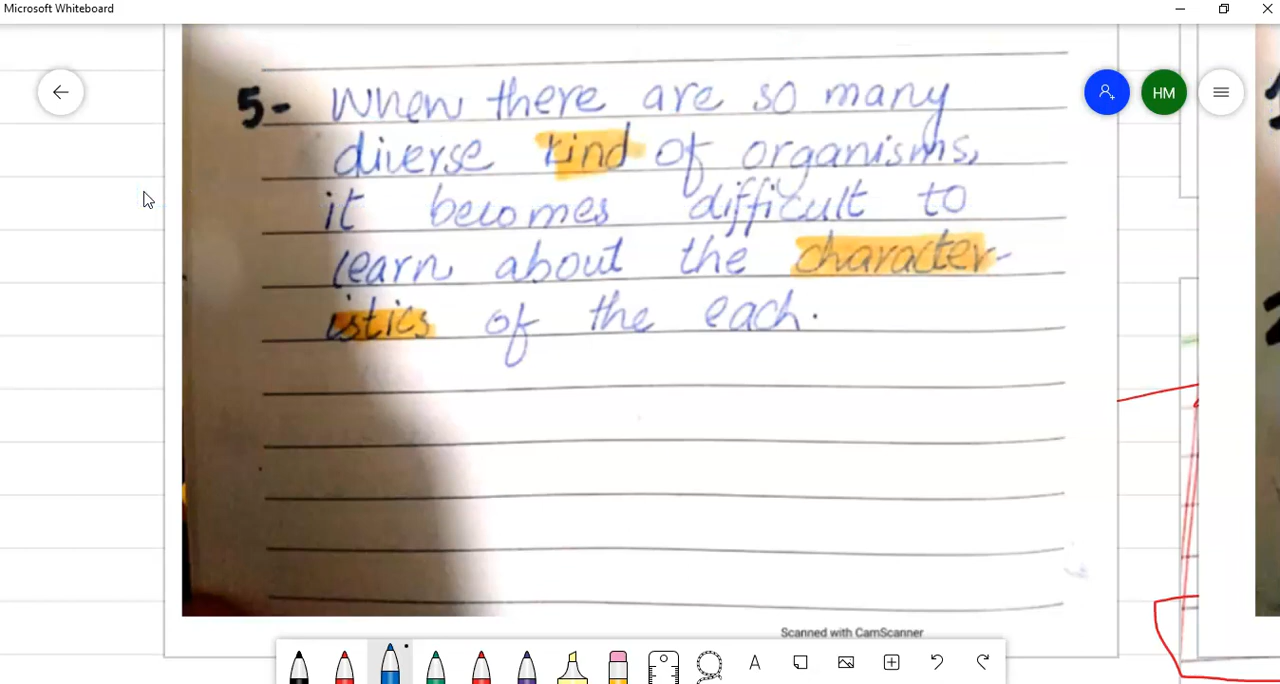 Microsoft Whiteboard
HM
5- When there are so many
diverse kind of organisms,
it becomes difficult to
learn about the character-
istics of the each.
Scanned with CamScanner
A